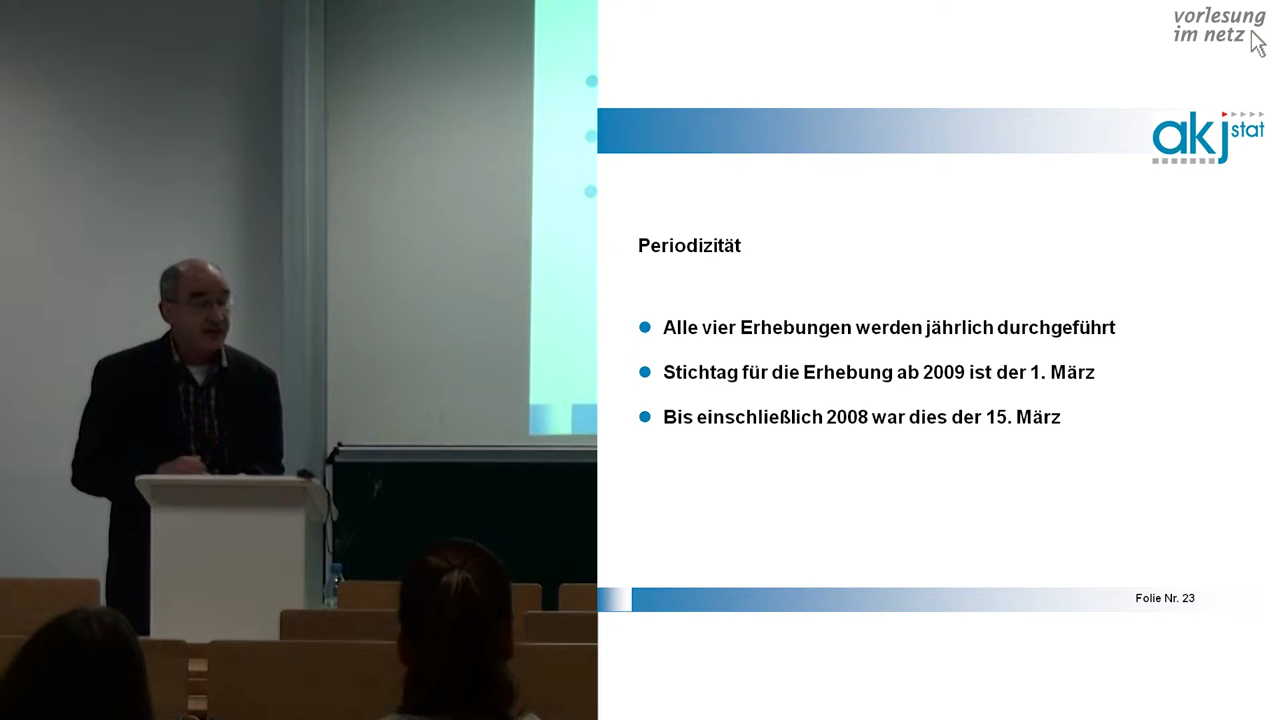 vorlesung
im netz
akj stat
Periodizität
Alle vier Erhebungen werden jährlich durchgeführt
Stichtag für die Erhebung ab 2009 ist der 1. März
Bis einschließlich 2008 war dies der 15. März
Folie Nr. 23